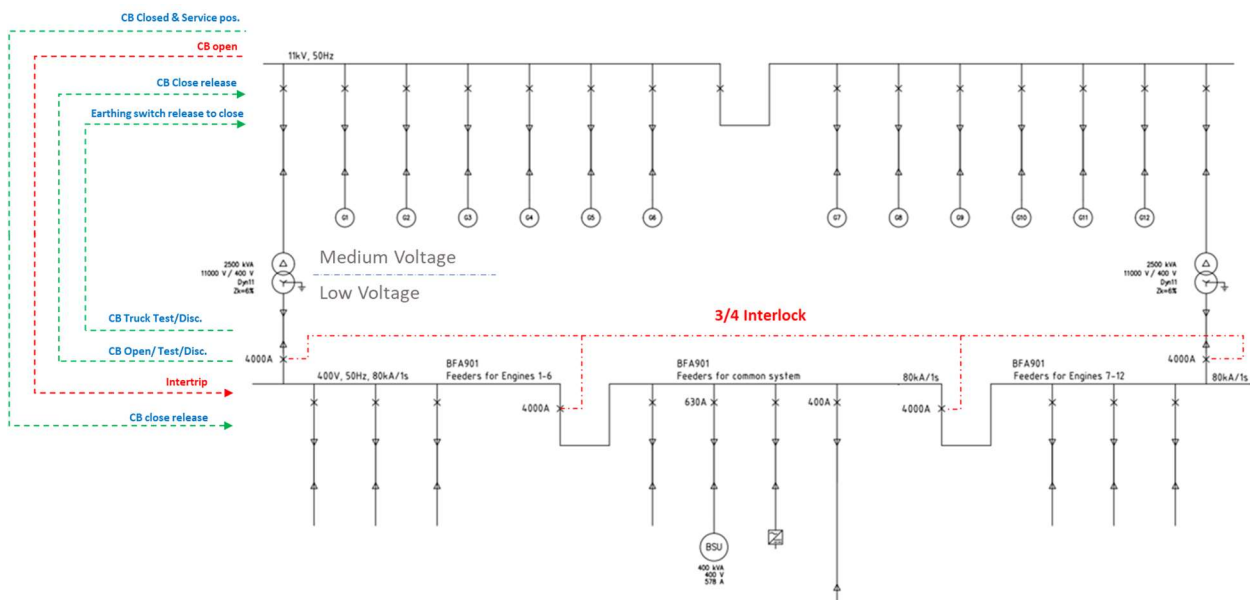 CB Closed & Service pos.
CB open
11kV, 50Hz
CB Close release
Earthing switch release to close
G1
G2
G3
G4
G5
G6
G7
G8
G9
G10
G11
G12
Medium Voltage
Low Voltage
2500 kVA
11000 V / 400 V
Dyn11
Zk=6%
2500 kVA
11000 V / 400 V
Dyn11
Zk=6%
CB Truck Test/Disc.
3/4 Interlock
CB Open/ Test/Disc.
4000A
4000A
BFA901
Feeders for Engines 1-6
BFA901
Feeders for common system
BFA901
Feeders for Engines 7-12
Intertrip
400V, 50Hz, 80kA/1s
80kA/1s
80kA/1s
CB close release
4000A
630A
400A
4000A
BSU
400 kVA
400 V
578 A